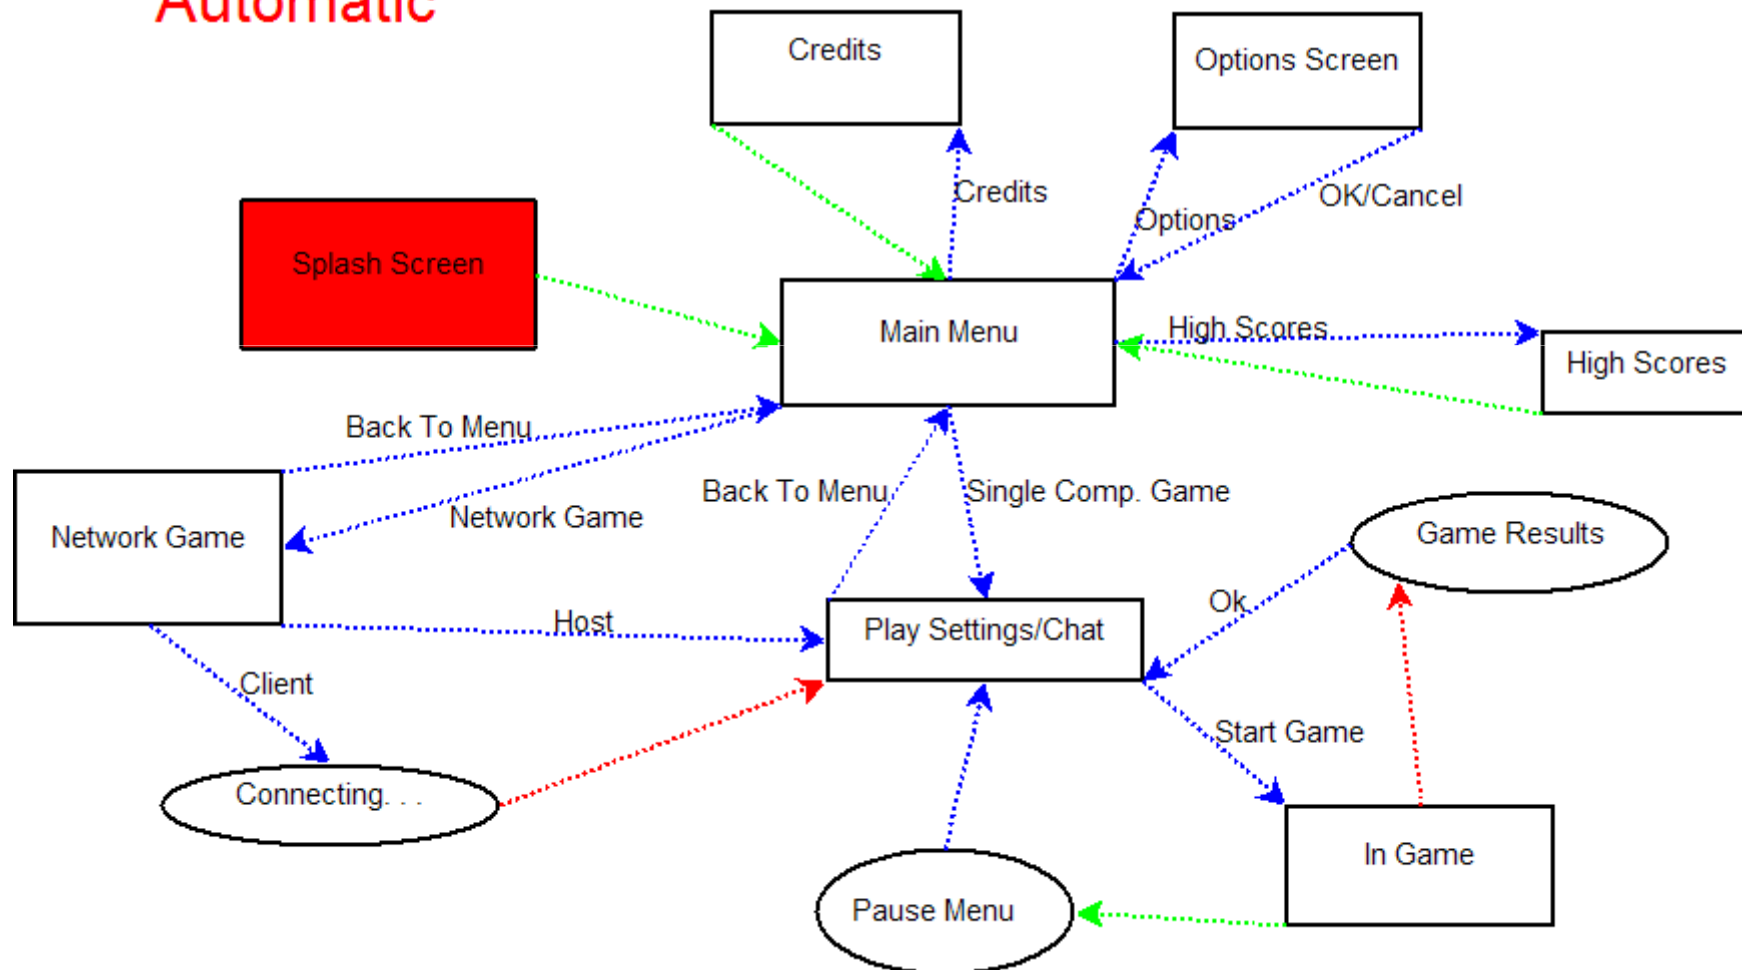 Automatic
Credits
Options Screen
Credits
OK/Cancel
Options
Splash Screen
Main Menu
High Scores
High Scores
Back To Menu
Back To Menu
Single Comp. Game
Network Game
Network Game
Game Results
Ok
Host
Play Settings/Chat
Client
Start Game
Connecting. . .
In Game
Pause Menu